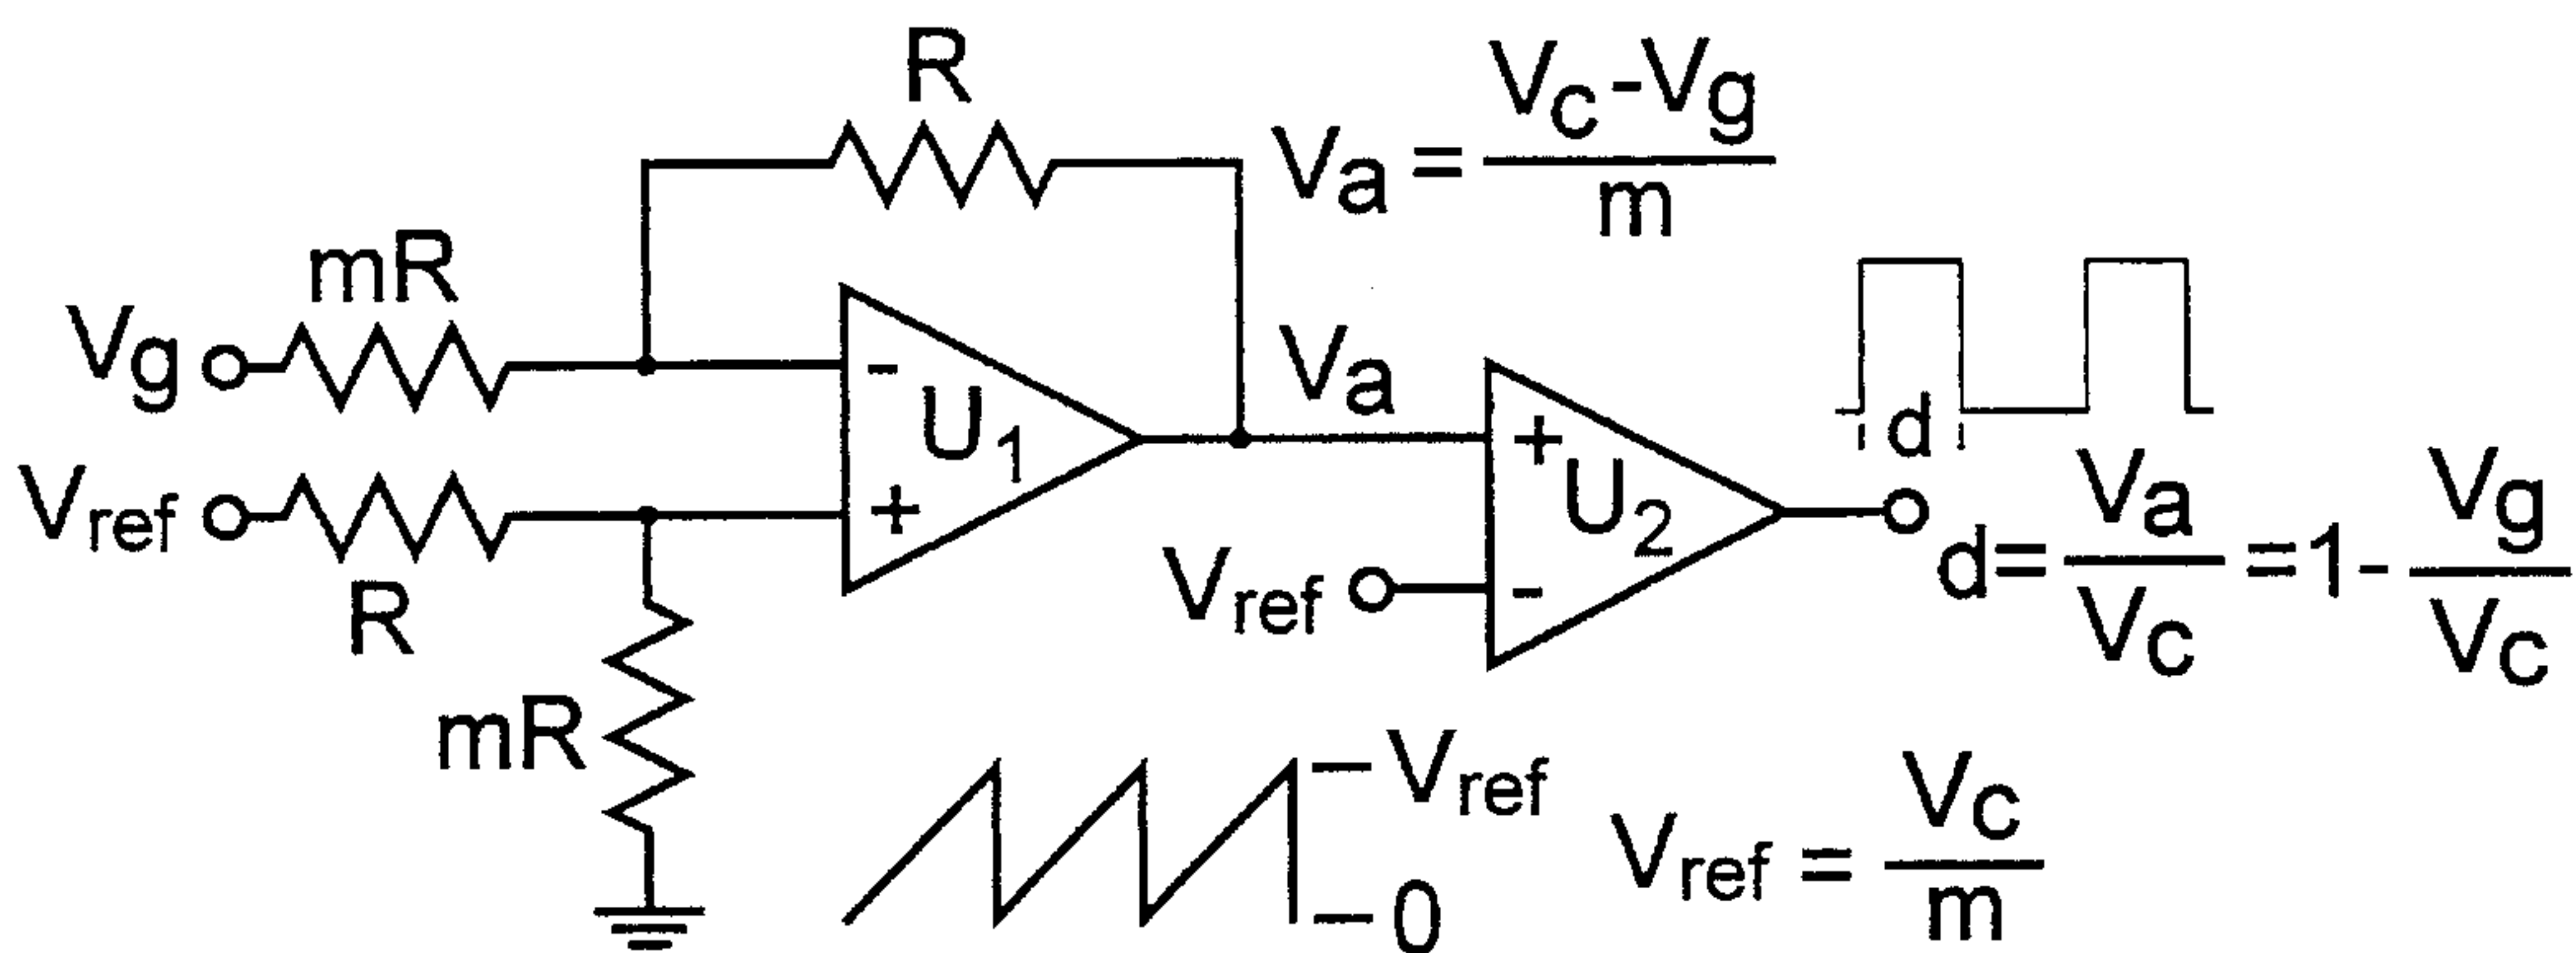 R
Va = Vc-Vg / m
mR
Vg
-
U1
+
Va
Vref
R
mR
+
U2
-
Vref
d
d= Va / Vc =1- Vg / Vc
Vref
0
Vref = Vc / m